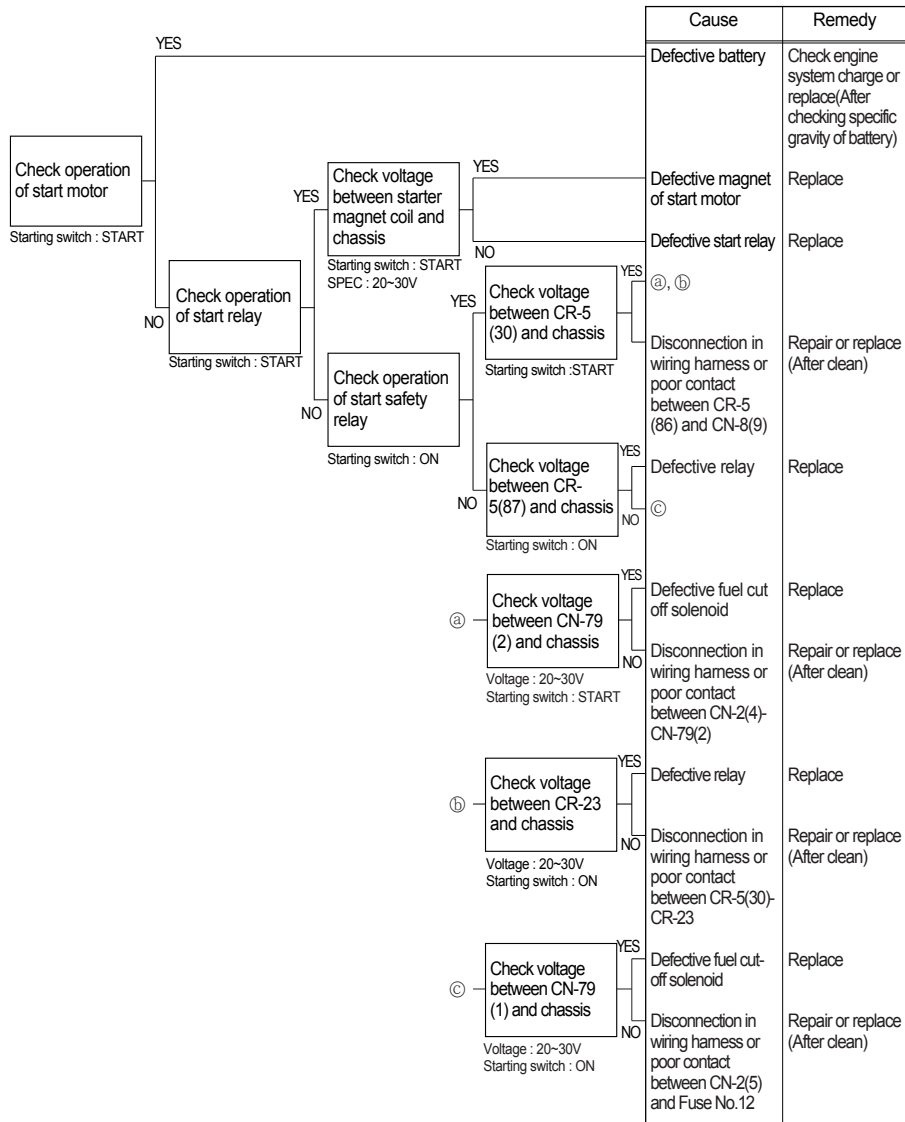 Cause Remedy
YES
Defective battery
Check engine
system charge or
replace(After
checking specific
gravity of battery)
Check operation
of start motor
Starting switch : START
YES
Check voltage
between starter
magnet coil and
chassis
Starting switch : START
SPEC : 20~30V
YES
Defective magnet
of start motor
Replace
NO
Defective start relay
Replace
NO
Check operation
of start relay
Starting switch : START
NO
Check operation
of start safety
relay
Starting switch : ON
YES
Check voltage
between CR-5
(30) and chassis
Starting switch :START
YES
ⓐ, ⓑ
Disconnection in
wiring harness or
poor contact
between CR-5
(86) and CN-8(9)
Repair or replace
(After clean)
NO
Check voltage
between CR-
5(87) and chassis
Starting switch : ON
YES
Defective relay
Replace
NO
ⓒ
ⓐ
Check voltage
between CN-79
(2) and chassis
Voltage : 20~30V
Starting switch : START
YES
Defective fuel cut
off solenoid
Replace
NO
Disconnection in
wiring harness or
poor contact
between CN-2(4)-
CN-79(2)
Repair or replace
(After clean)
ⓑ
Check voltage
between CR-23
and chassis
Voltage : 20~30V
Starting switch : ON
YES
Defective relay
Replace
NO
Disconnection in
wiring harness or
poor contact
between CR-5(30)-
CR-23
Repair or replace
(After clean)
ⓒ
Check voltage
between CN-79
(1) and chassis
Voltage : 20~30V
Starting switch : ON
YES
Defective fuel cut-
off solenoid
Replace
NO
Disconnection in
wiring harness or
poor contact
between CN-2(5)
and Fuse No.12
Repair or replace
(After clean)